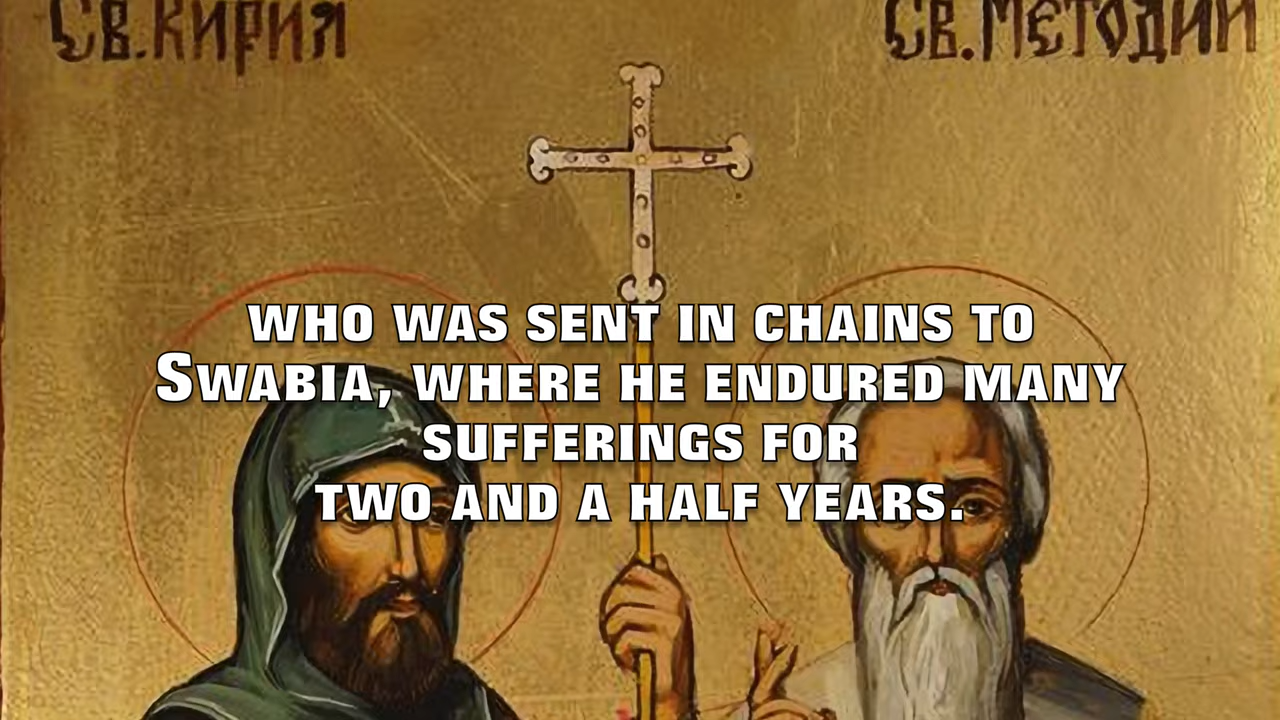 Св. Кирил
Св. Методий
WHO WAS SENT IN CHAINS TO
SWABIA, WHERE HE ENDURED MANY
SUFFERINGS FOR
TWO AND A HALF YEARS.